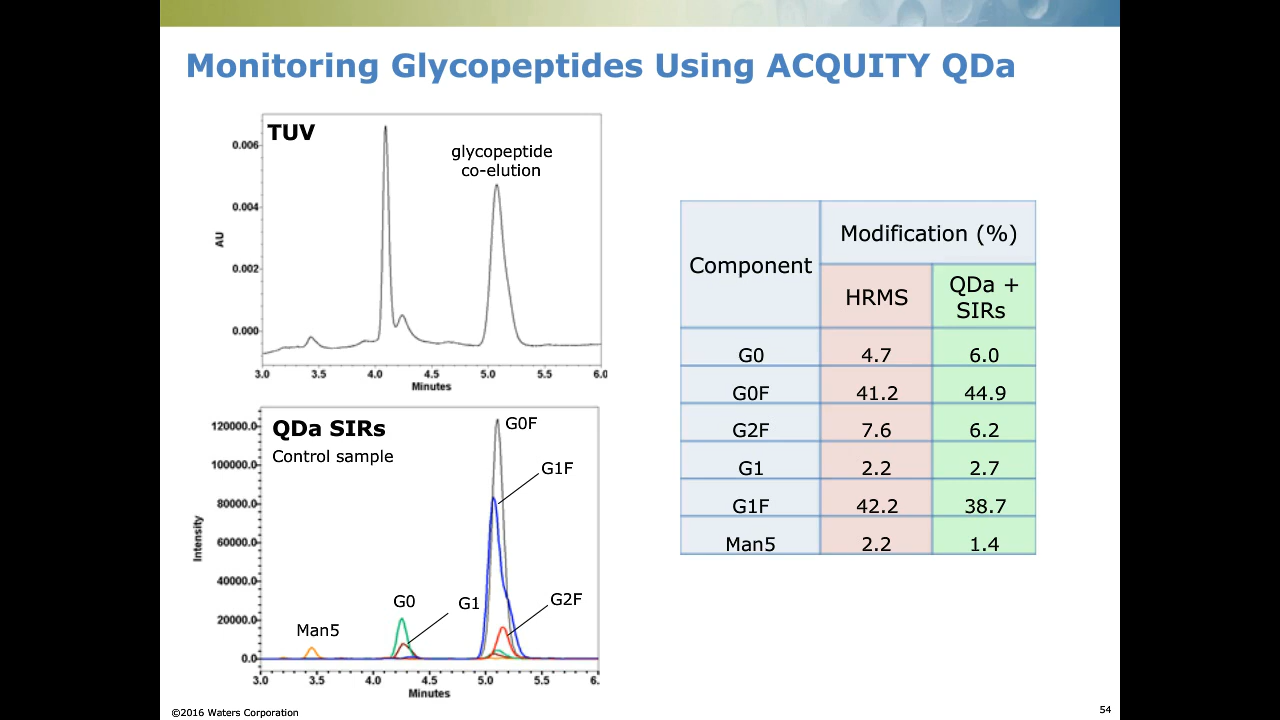 Monitoring Glycopeptides Using ACQUITY QDa
TUV
glycopeptide
co-elution
0.006
0.004
0.002
0.000
AU
3.0 3.5 4.0 4.5 5.0 5.5 6.0
Minutes
QDa SIRs
Control sample
G0F
G1F
G0
G1
G2F
Man5
120000.0
100000.0
80000.0
60000.0
40000.0
20000.0
0.0
Intensity
3.0 3.5 4.0 4.5 5.0 5.5 6.
Minutes
Component Modification (%)
HRMS QDa +
SIRs
G0 4.7 6.0
G0F 41.2 44.9
G2F 7.6 6.2
G1 2.2 2.7
G1F 42.2 38.7
Man5 2.2 1.4
©2016 Waters Corporation
54